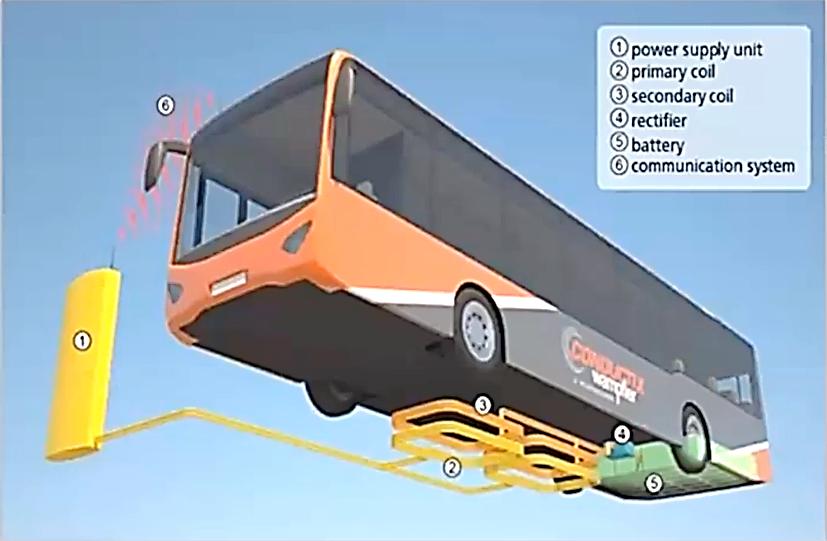 ① power supply unit
② primary coil
③ secondary coil
④ rectifier
⑤ battery
⑥ communication system
⑥
①
CONDUCTIX
wampfler
③
④
②
⑤